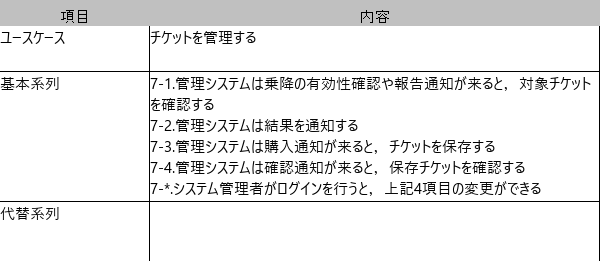 項目 内容
ユースケース チケットを管理する
基本系列 7-1.管理システムは乗降の有効性確認や報告通知が来ると，対象チケット
を確認する
7-2.管理システムは結果を通知する
7-3.管理システムは購入通知が来ると，チケットを保存する
7-4.管理システムは確認通知が来ると，保存チケットを確認する
7-*.システム管理者がログインを行うと，上記4項目の変更ができる
代替系列